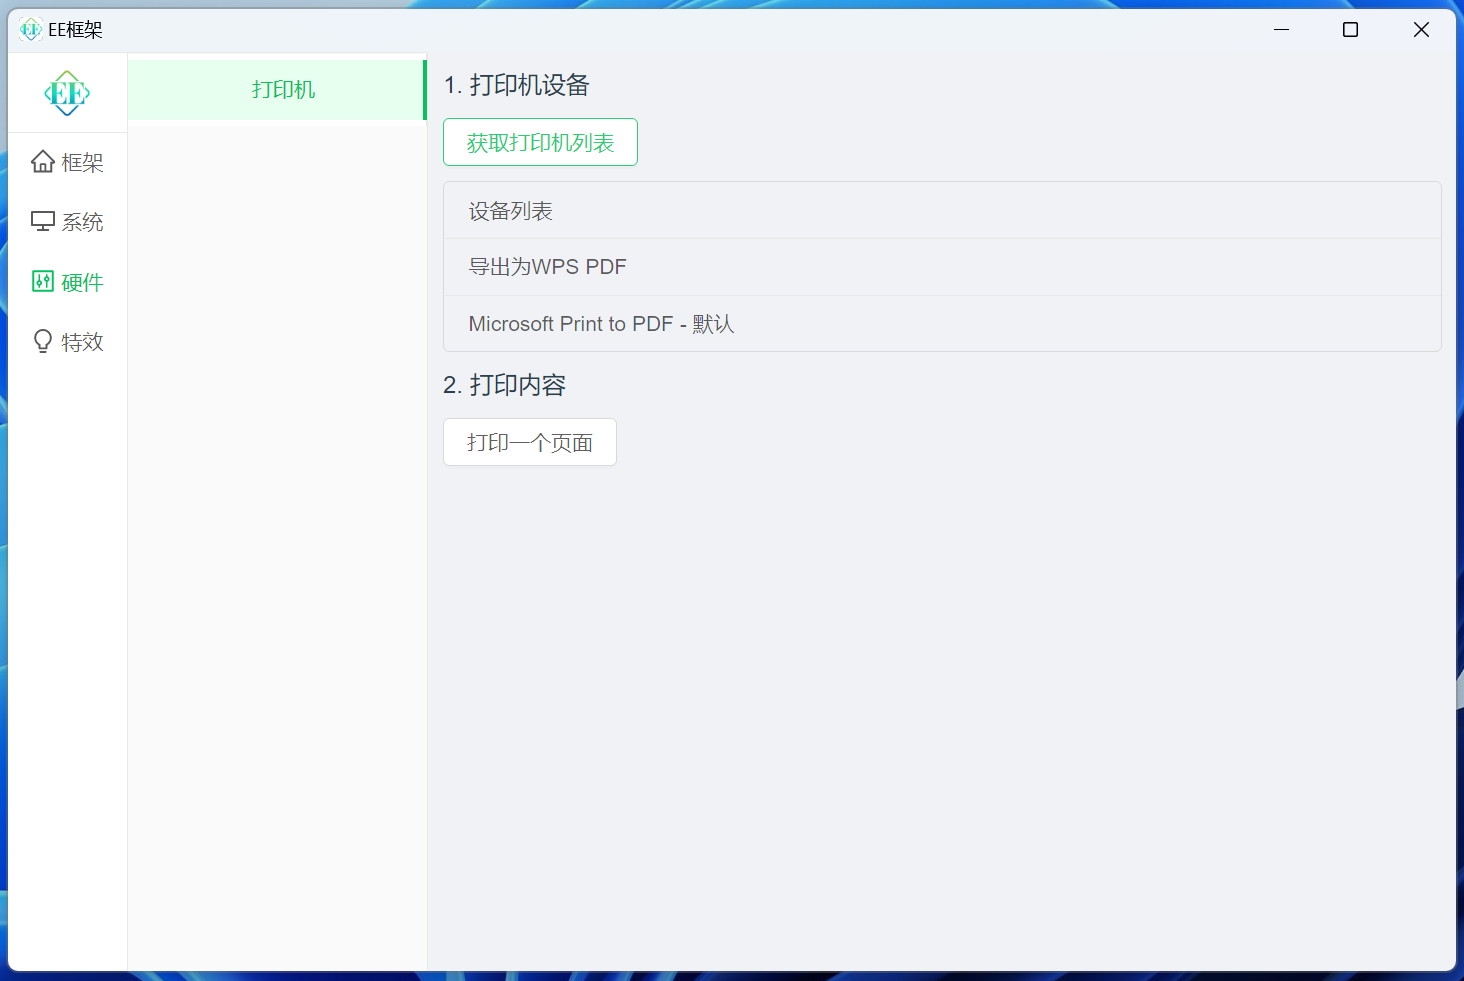 EE框架
EE
框架
系统
硬件
特效
打印机
1. 打印机设备
获取打印机列表
设备列表
导出为WPS PDF
Microsoft Print to PDF - 默认
2. 打印内容
打印一个页面